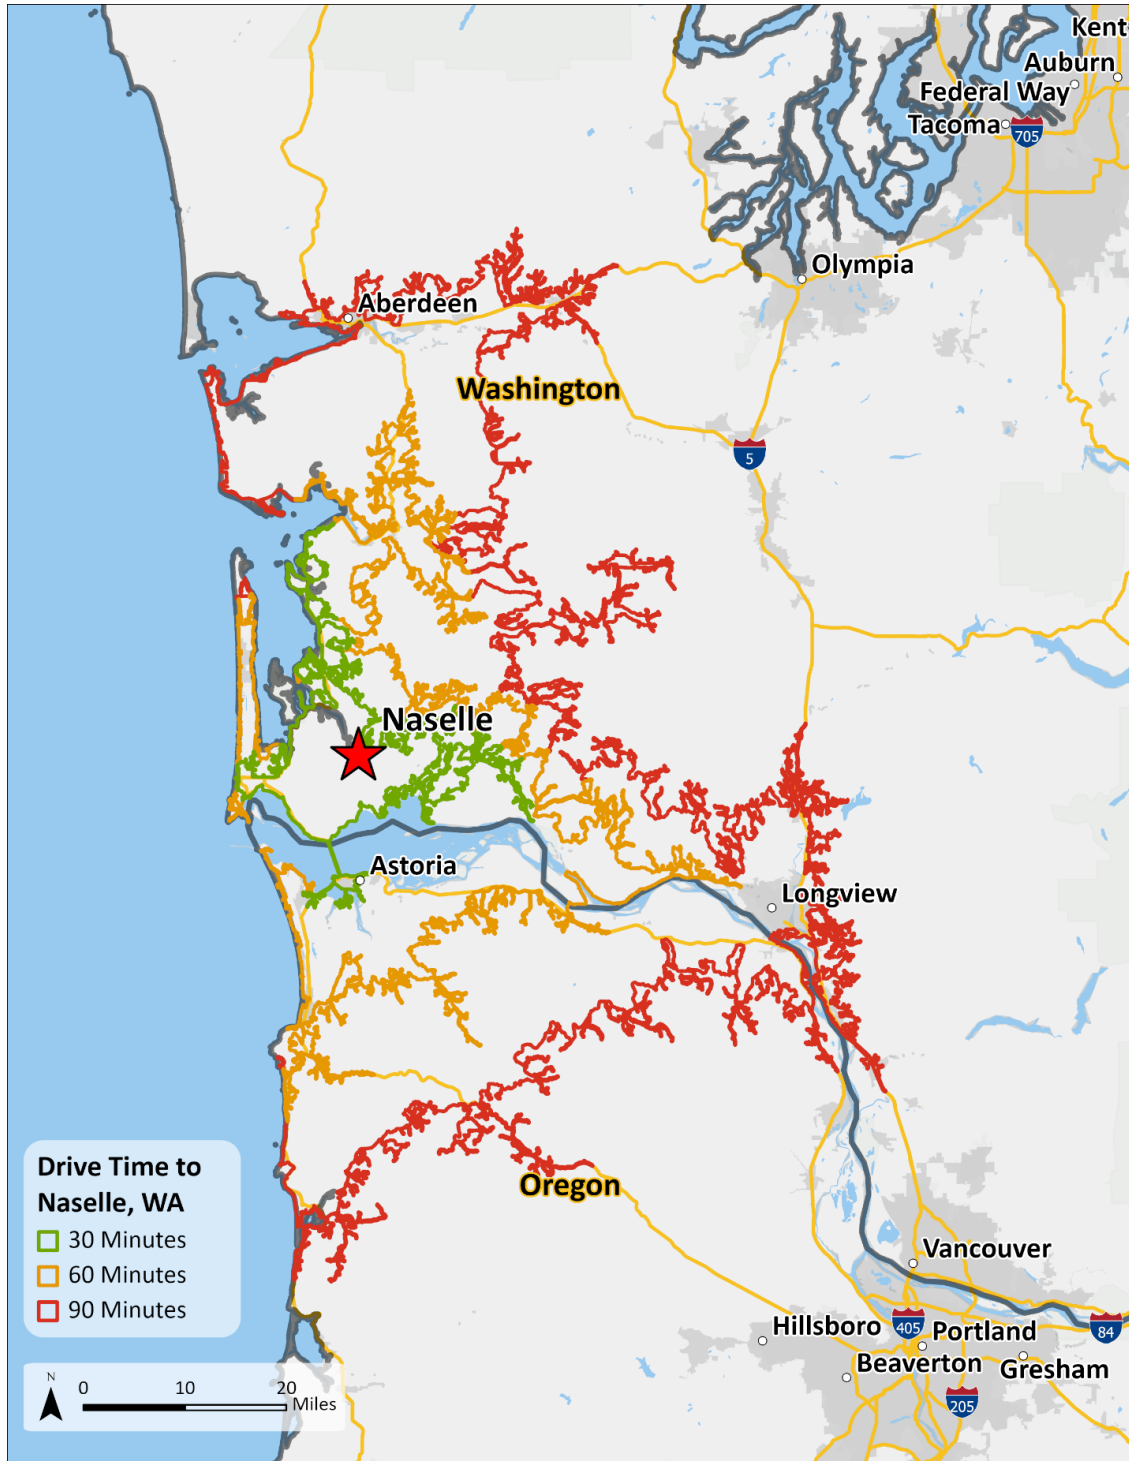 Kent
Auburn
Federal Way
Tacoma
705
Olympia
Aberdeen
Washington
5
Naselle
Astoria
Longview
Drive Time to
Naselle, WA
30 Minutes
60 Minutes
90 Minutes
Oregon
Vancouver
Hillsboro
405
Portland
84
Beaverton
Gresham
205
N
0 10 20
Miles